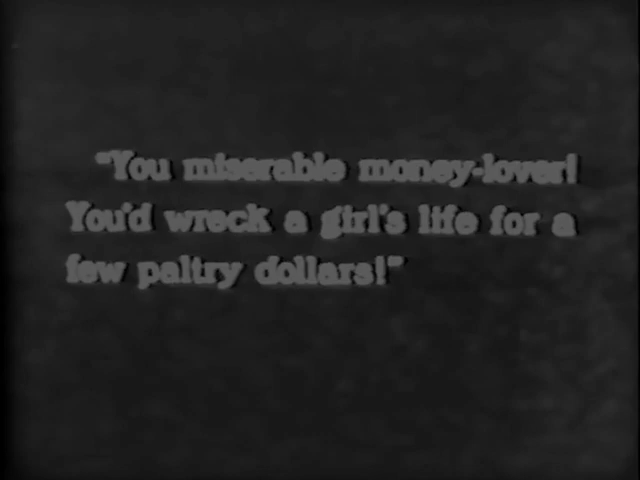 "You miserable money-lover!
You'd wreck a girl's life for a
few paltry dollars!"